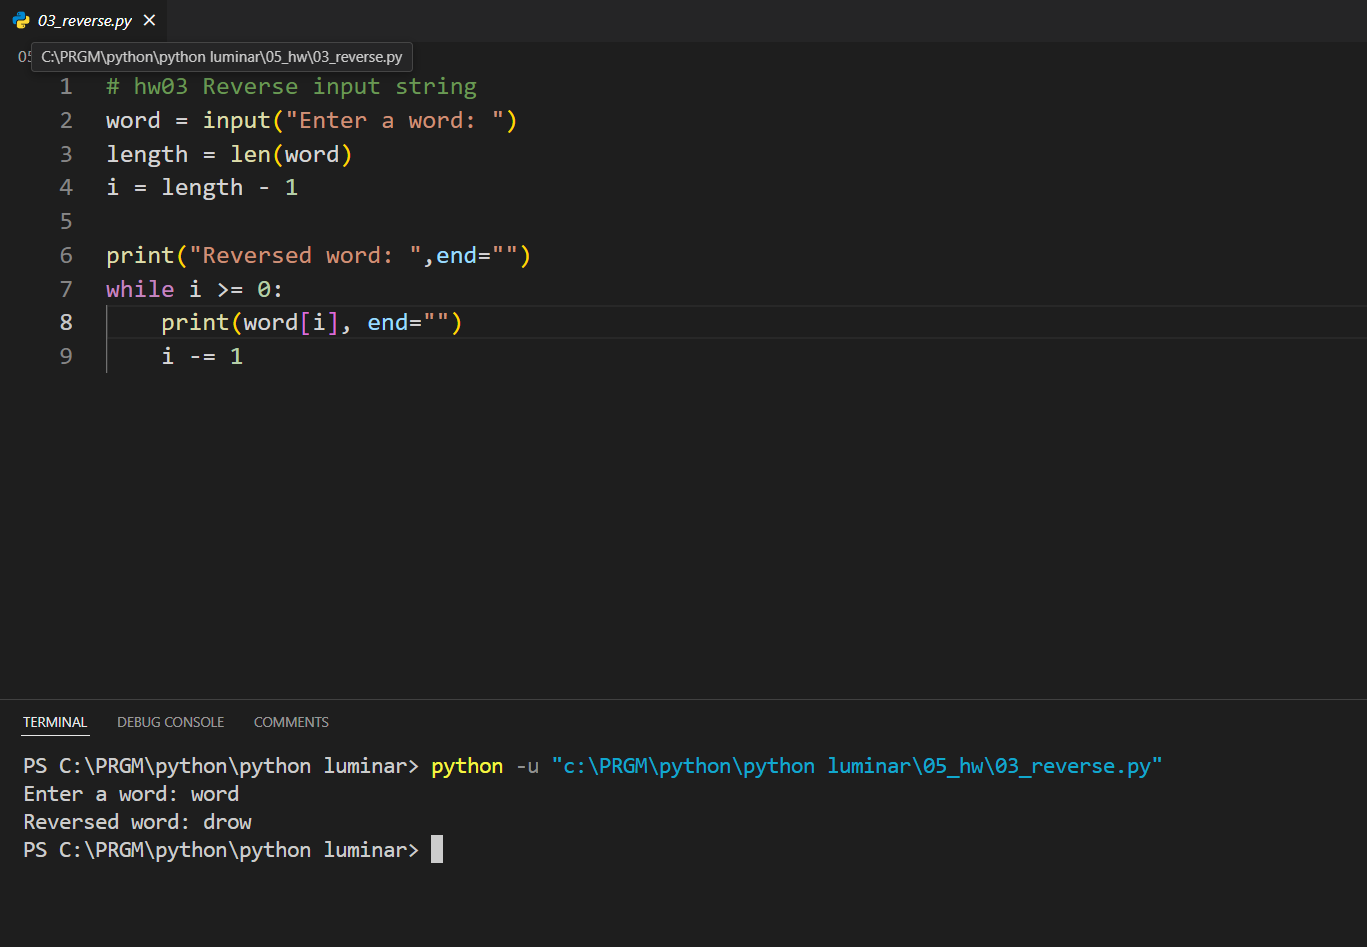 03_reverse.py
05
C:\PRGM\python\python luminar\05_hw\03_reverse.py
1 # hw03 Reverse input string
2 word = input("Enter a word: ")
3 length = len(word)
4 i = length - 1
5
6 print("Reversed word: ",end="")
7 while i >= 0:
8     print(word[i], end="")
9     i -= 1
TERMINAL DEBUG CONSOLE COMMENTS
PS C:\PRGM\python\python luminar> python -u "c:\PRGM\python\python luminar\05_hw\03_reverse.py"
Enter a word: word
Reversed word: drow
PS C:\PRGM\python\python luminar>